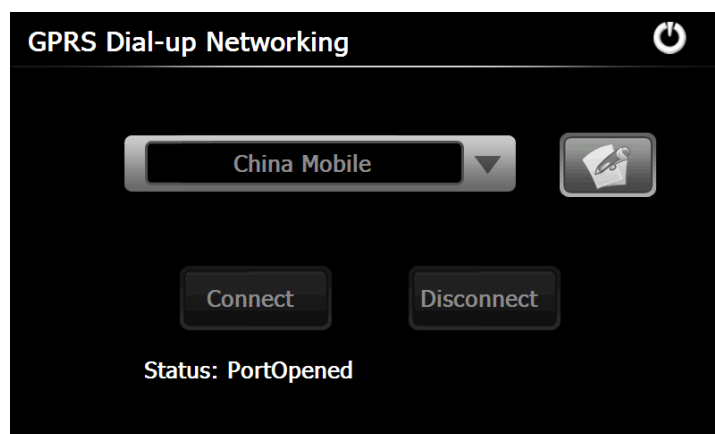 GPRS Dial-up Networking
China Mobile
Connect Disconnect
Status: PortOpened